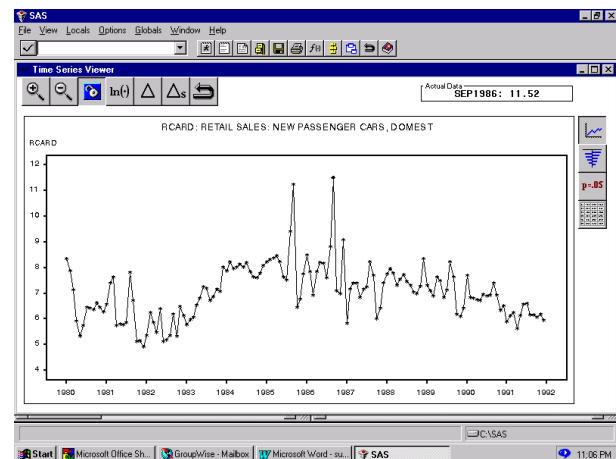 SAS
File View Locals Options Globals Window Help
Time Series Viewer
ln(·) Δ Δs
Actual Data
SEP1986: 11.52
RCARD: RETAIL SALES: NEW PASSENGER CARS, DOMEST
RCARD
p=.05
12
11
10
9
8
7
6
5
4
1980 1981 1982 1983 1984 1985 1986 1987 1988 1989 1990 1991 1992
C:\SAS
Start Microsoft Office Sh... GroupWise - Mailbox Microsoft Word - su... SAS 11:06 PM